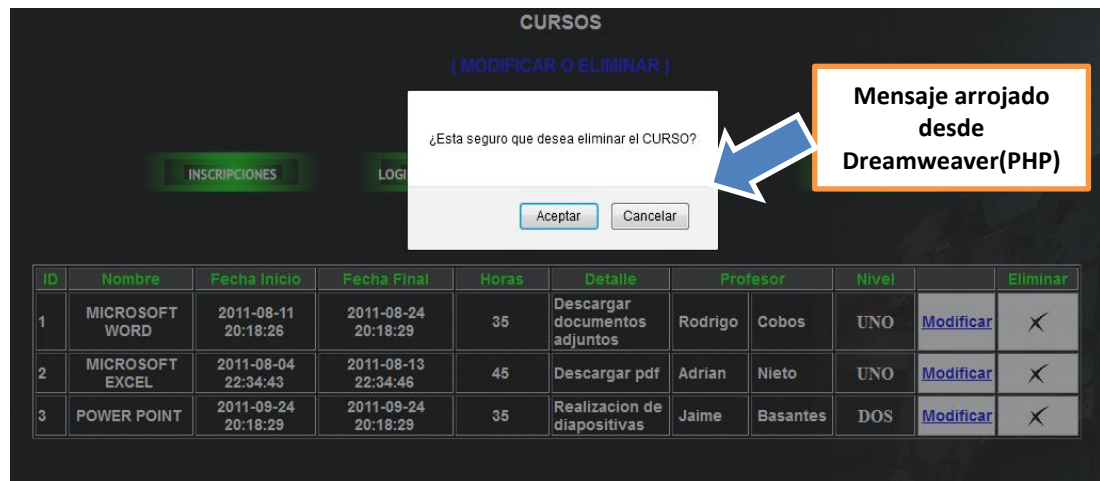 CURSOS
( MODIFICAR O ELIMINAR )
Mensaje arrojado
desde
Dreamweaver(PHP)
¿Esta seguro que desea eliminar el CURSO?
INSCRIPCIONES
LOGI
Aceptar Cancelar
ID Nombre Fecha Inicio Fecha Final Horas Detalle Profesor Nivel Eliminar
1 MICROSOFT WORD 2011-08-11 20:18:26 2011-08-24 20:18:29 35 Descargar documentos adjuntos Rodrigo Cobos UNO Modificar
2 MICROSOFT EXCEL 2011-08-04 22:34:43 2011-08-13 22:34:46 45 Descargar pdf Adrian Nieto UNO Modificar
3 POWER POINT 2011-09-24 20:18:29 2011-09-24 20:18:29 35 Realizacion de diapositivas Jaime Basantes DOS Modificar